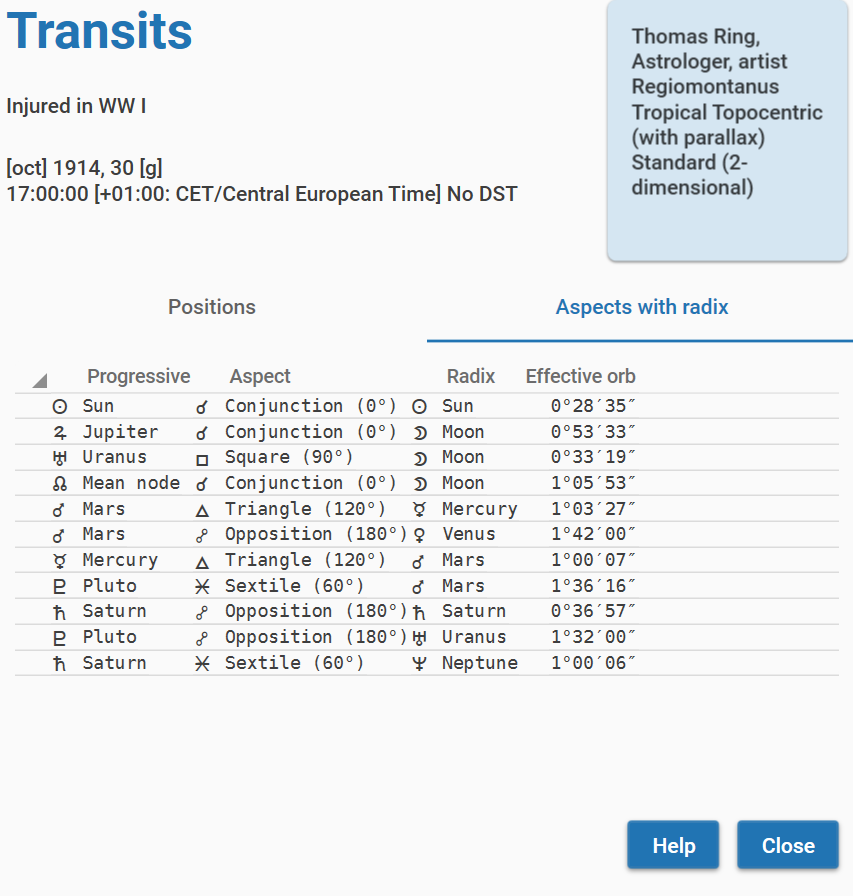 Transits
Thomas Ring,
Astrologer, artist
Regiomontanus
Tropical Topocentric
(with parallax)
Standard (2-
dimensional)
Injured in WW I
[oct] 1914, 30 [g]
17:00:00 [+01:00: CET/Central European Time] No DST
Positions Aspects with radix
Progressive Aspect Radix Effective orb
☉ Sun ☌ Conjunction (0°) ☉ Sun 0°28′35″
♃ Jupiter ☌ Conjunction (0°) ☽ Moon 0°53′33″
♅ Uranus □ Square (90°) ☽ Moon 0°33′19″
☊ Mean node ☌ Conjunction (0°) ☽ Moon 1°05′53″
♂ Mars △ Triangle (120°) ☿ Mercury 1°03′27″
♂ Mars ☍ Opposition (180°) ♀ Venus 1°42′00″
☿ Mercury △ Triangle (120°) ♂ Mars 1°00′07″
♇ Pluto ⚹ Sextile (60°) ♂ Mars 1°36′16″
♄ Saturn ☍ Opposition (180°) ♄ Saturn 0°36′57″
♇ Pluto ☍ Opposition (180°) ♅ Uranus 1°32′00″
♄ Saturn ⚹ Sextile (60°) ♆ Neptune 1°00′06″
Help Close